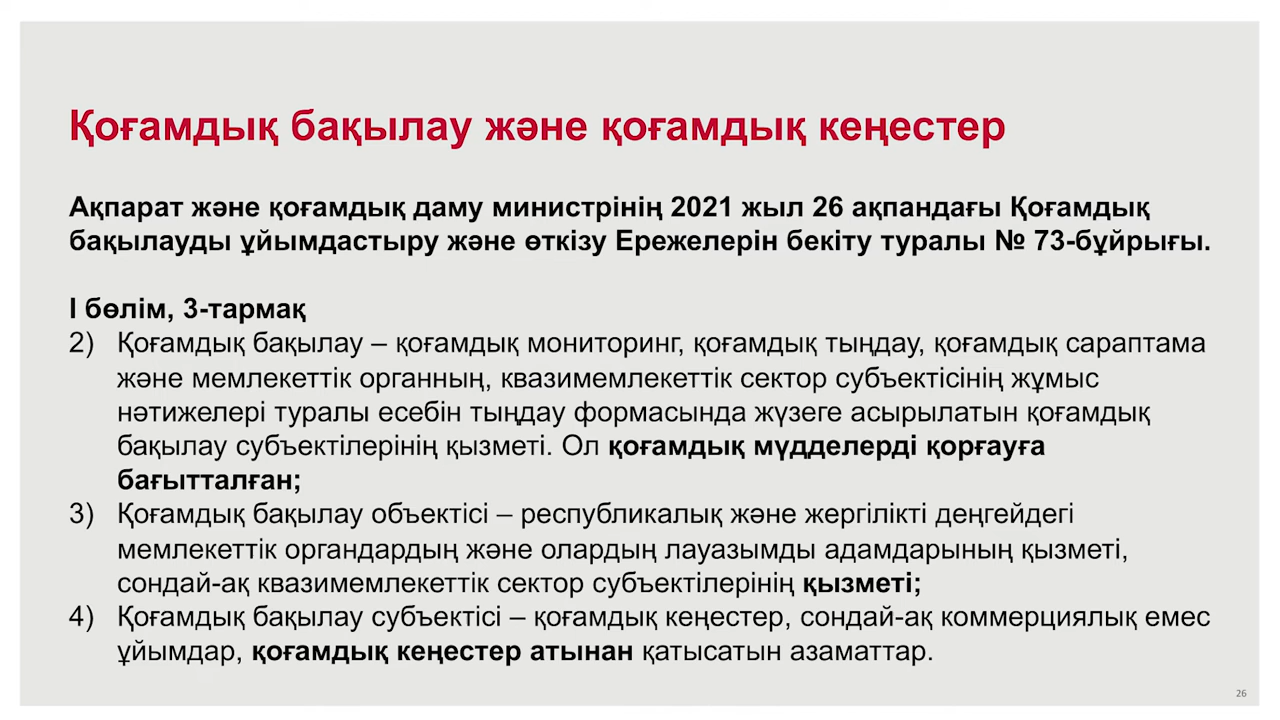 Қоғамдық бақылау және қоғамдық кеңестер
Ақпарат және қоғамдық даму министрінің 2021 жыл 26 ақпандағы Қоғамдық
бақылауды ұйымдастыру және өткізу Ережелерін бекіту туралы № 73-бұйрығы.
I бөлім, 3-тармақ
2) Қоғамдық бақылау – қоғамдық мониторинг, қоғамдық тыңдау, қоғамдық сараптама
және мемлекеттік органның, квазимемлекеттік сектор субъектісінің жұмыс
нәтижелері туралы есебін тыңдау формасында жүзеге асырылатын қоғамдық
бақылау субъектілерінің қызметі. Ол қоғамдық мүдделерді қорғауға
бағытталған;
3) Қоғамдық бақылау объектісі – республикалық және жергілікті деңгейдегі
мемлекеттік органдардың және олардың лауазымды адамдарының қызметі,
сондай-ақ квазимемлекеттік сектор субъектілерінің қызметі;
4) Қоғамдық бақылау субъектісі – қоғамдық кеңестер, сондай-ақ коммерциялық емес
ұйымдар, қоғамдық кеңестер атынан қатысатын азаматтар.
26